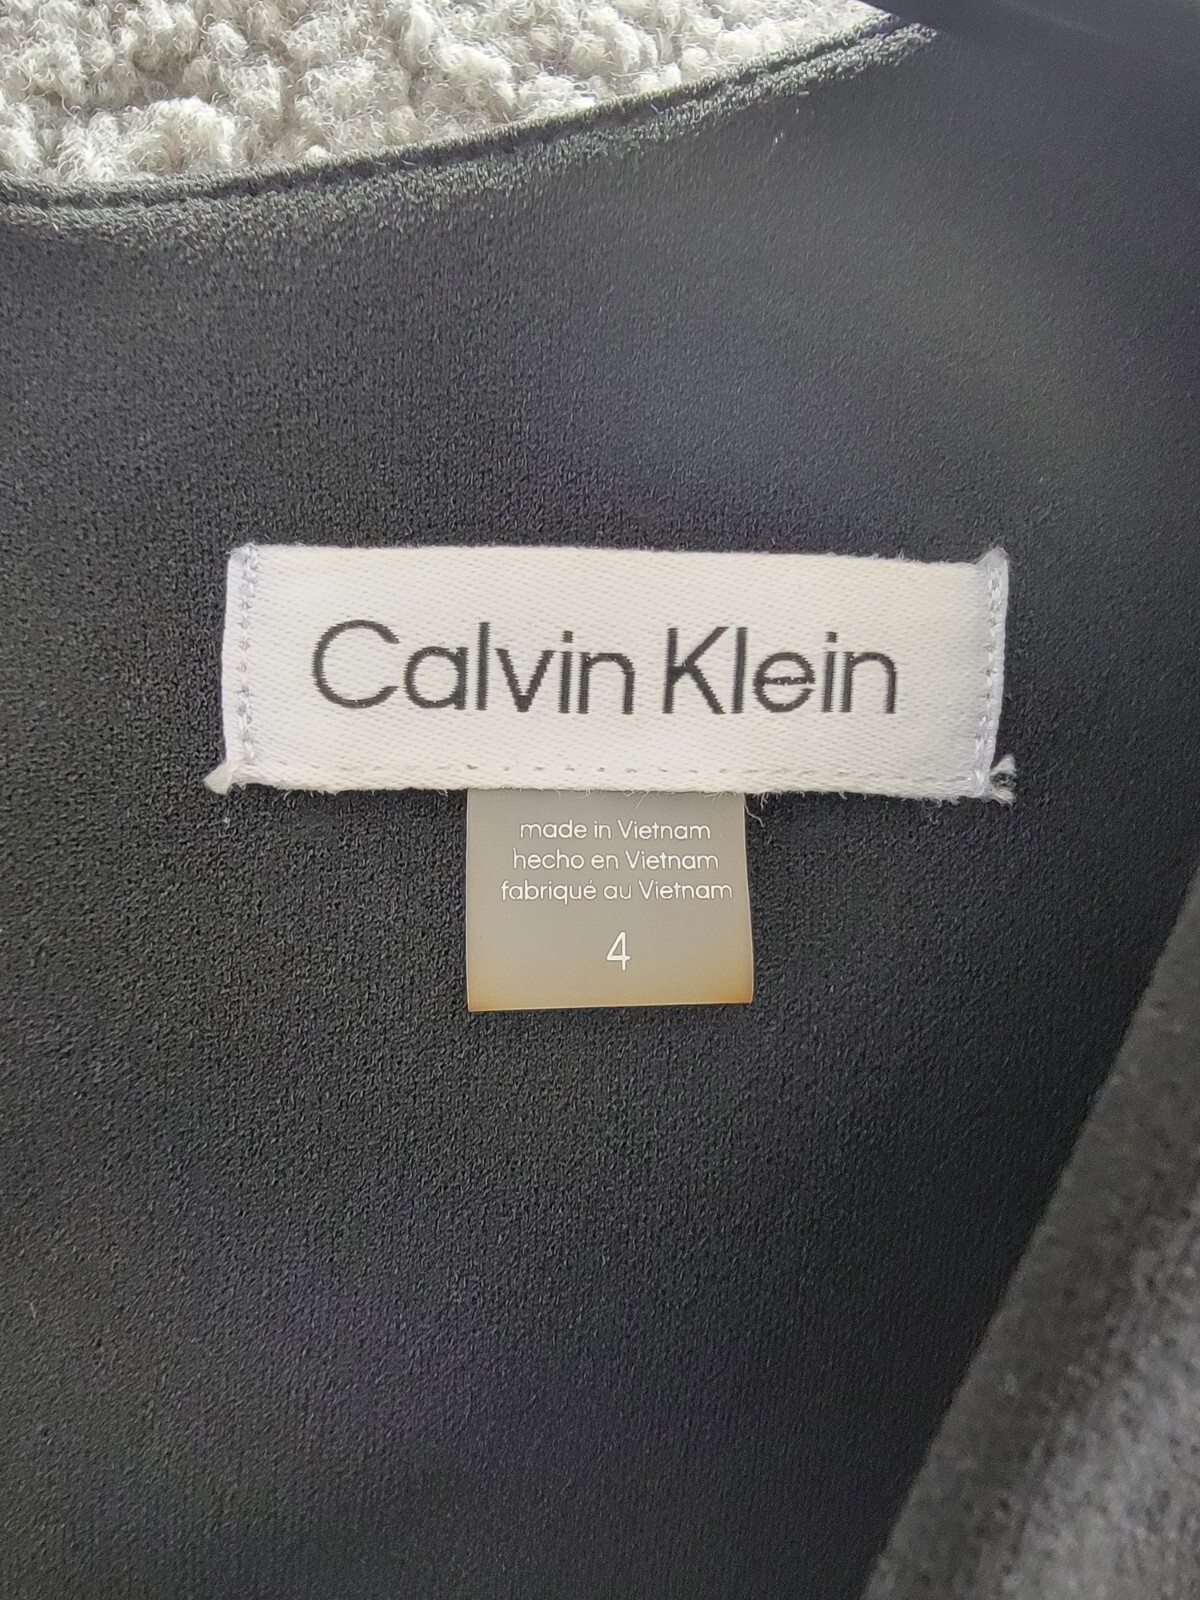 Calvin Klein
made in Vietnam
hecho en Vietnam
fabriqué au Vietnam
4